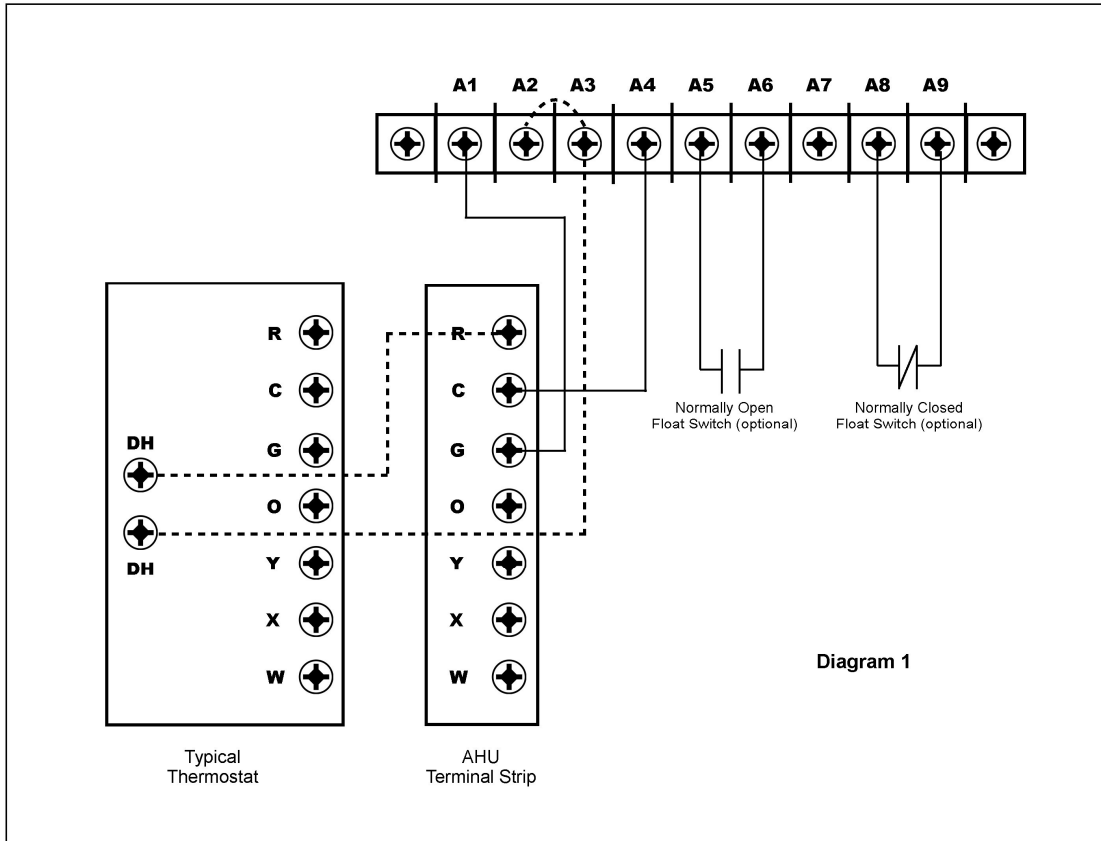 A1 A2 A3 A4 A5 A6 A7 A8 A9
R
C
G
O
Y
X
W
DH
DH
Typical
Thermostat
R
C
G
O
Y
X
W
AHU
Terminal Strip
Normally Open
Float Switch (optional)
Normally Closed
Float Switch (optional)
Diagram 1